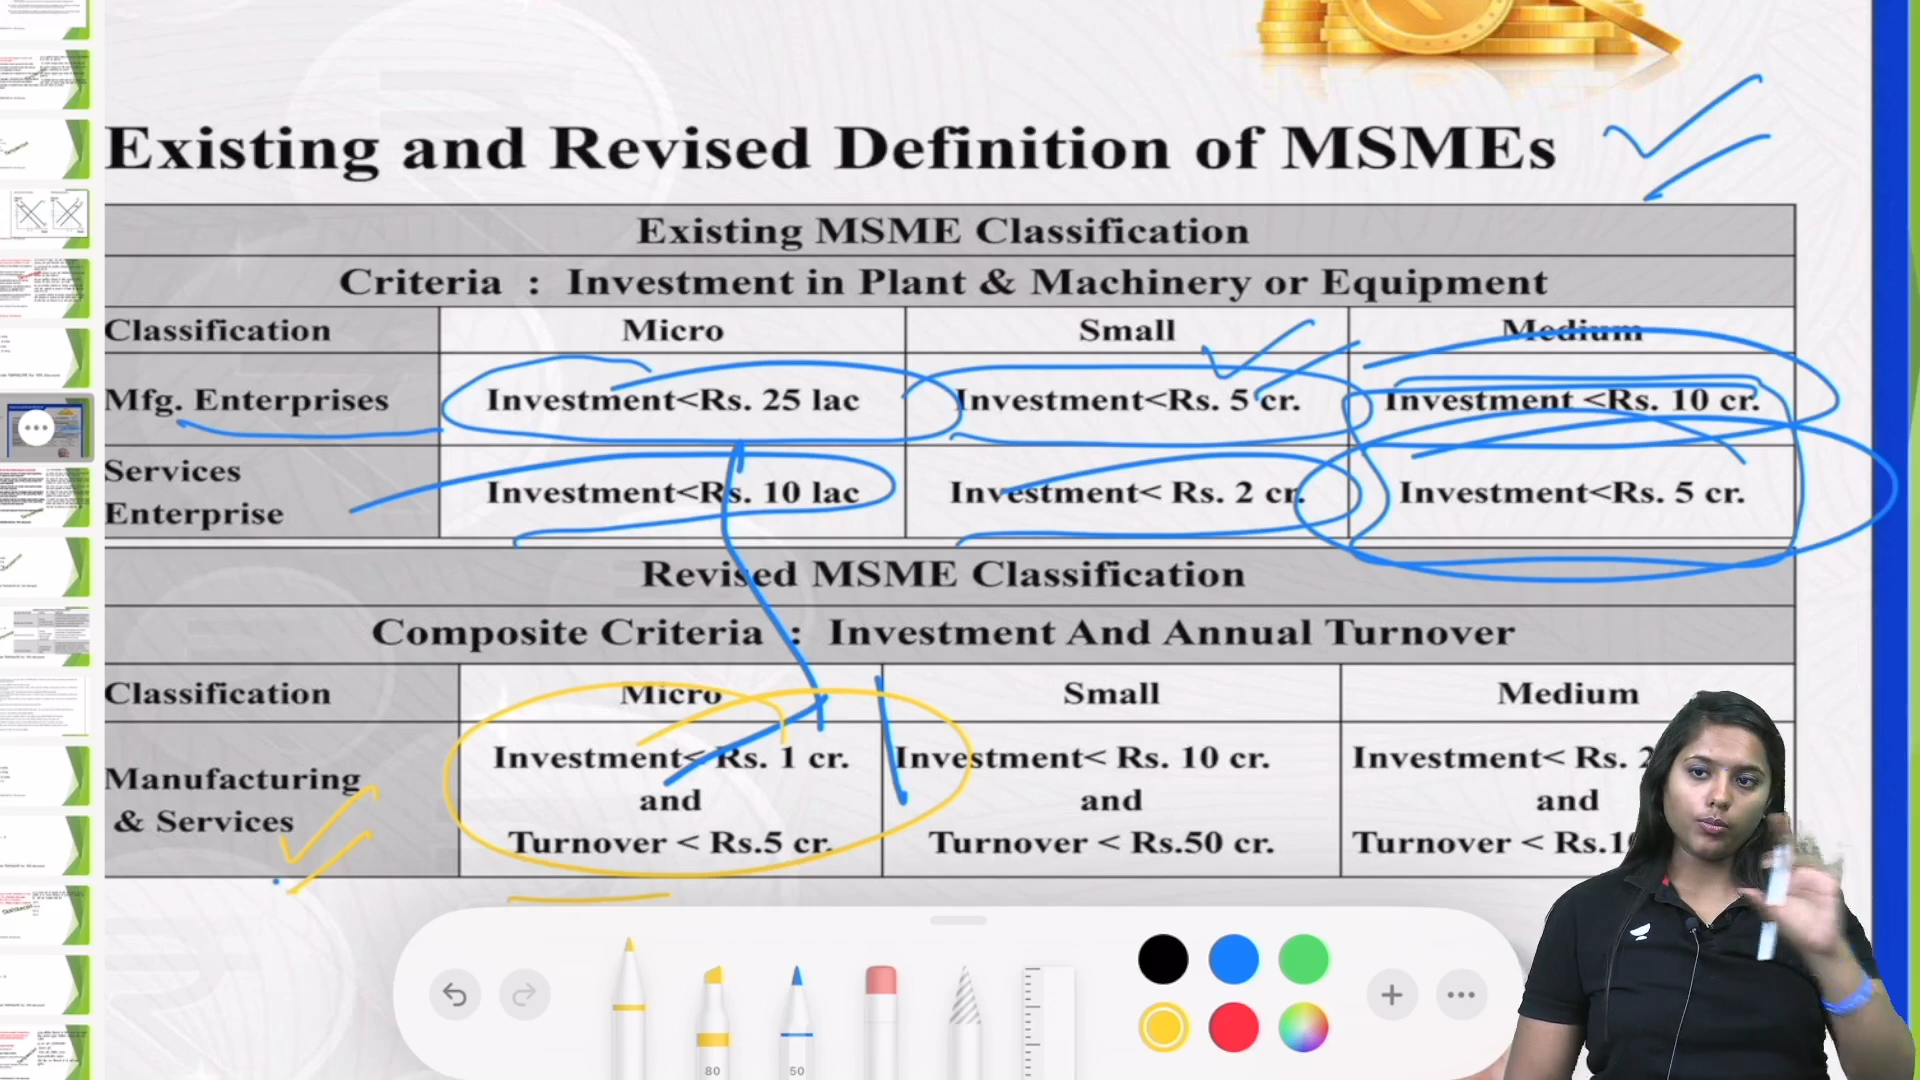 Existing and Revised Definition of MSMEs
Existing MSME Classification
Criteria : Investment in Plant & Machinery or Equipment
Classification Micro Small Medium
Mfg. Enterprises Investment<Rs. 25 lac Investment<Rs. 5 cr. Investment <Rs. 10 cr.
Services Enterprise Investment<Rs. 10 lac Investment< Rs. 2 cr. Investment<Rs. 5 cr.
Revised MSME Classification
Composite Criteria : Investment And Annual Turnover
Classification Micro Small Medium
Manufacturing & Services
Investment< Rs. 1 cr. Investment< Rs. 10 cr. Investment< Rs.
and and and
Turnover < Rs.5 cr. Turnover < Rs.50 cr. Turnover <
80 50